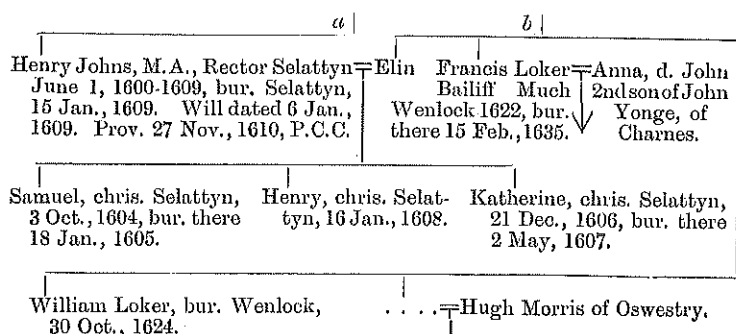 a b
Henry Johns, M.A., Rector Selattyn=Elin
June 1, 1600-1609, bur. Selattyn,
15 Jan., 1609. Will dated 6 Jan.,
1609. Prov. 27 Nov., 1610, P.C.C.
Francis Loker=Anna, d. John
Bailiff Much 2nd son of John
Wenlock 1622, bur. Yonge, of
there 15 Feb., 1635. Charnes.
Samuel, chris. Selattyn,
3 Oct., 1604, bur. there
18 Jan., 1605.
Henry, chris. Selat-
tyn, 16 Jan., 1608.
Katherine, chris. Selattyn,
21 Dec., 1606, bur. there
2 May, 1607.
William Loker, bur. Wenlock,
30 Oct., 1624.
. . . .=Hugh Morris of Oswestry.